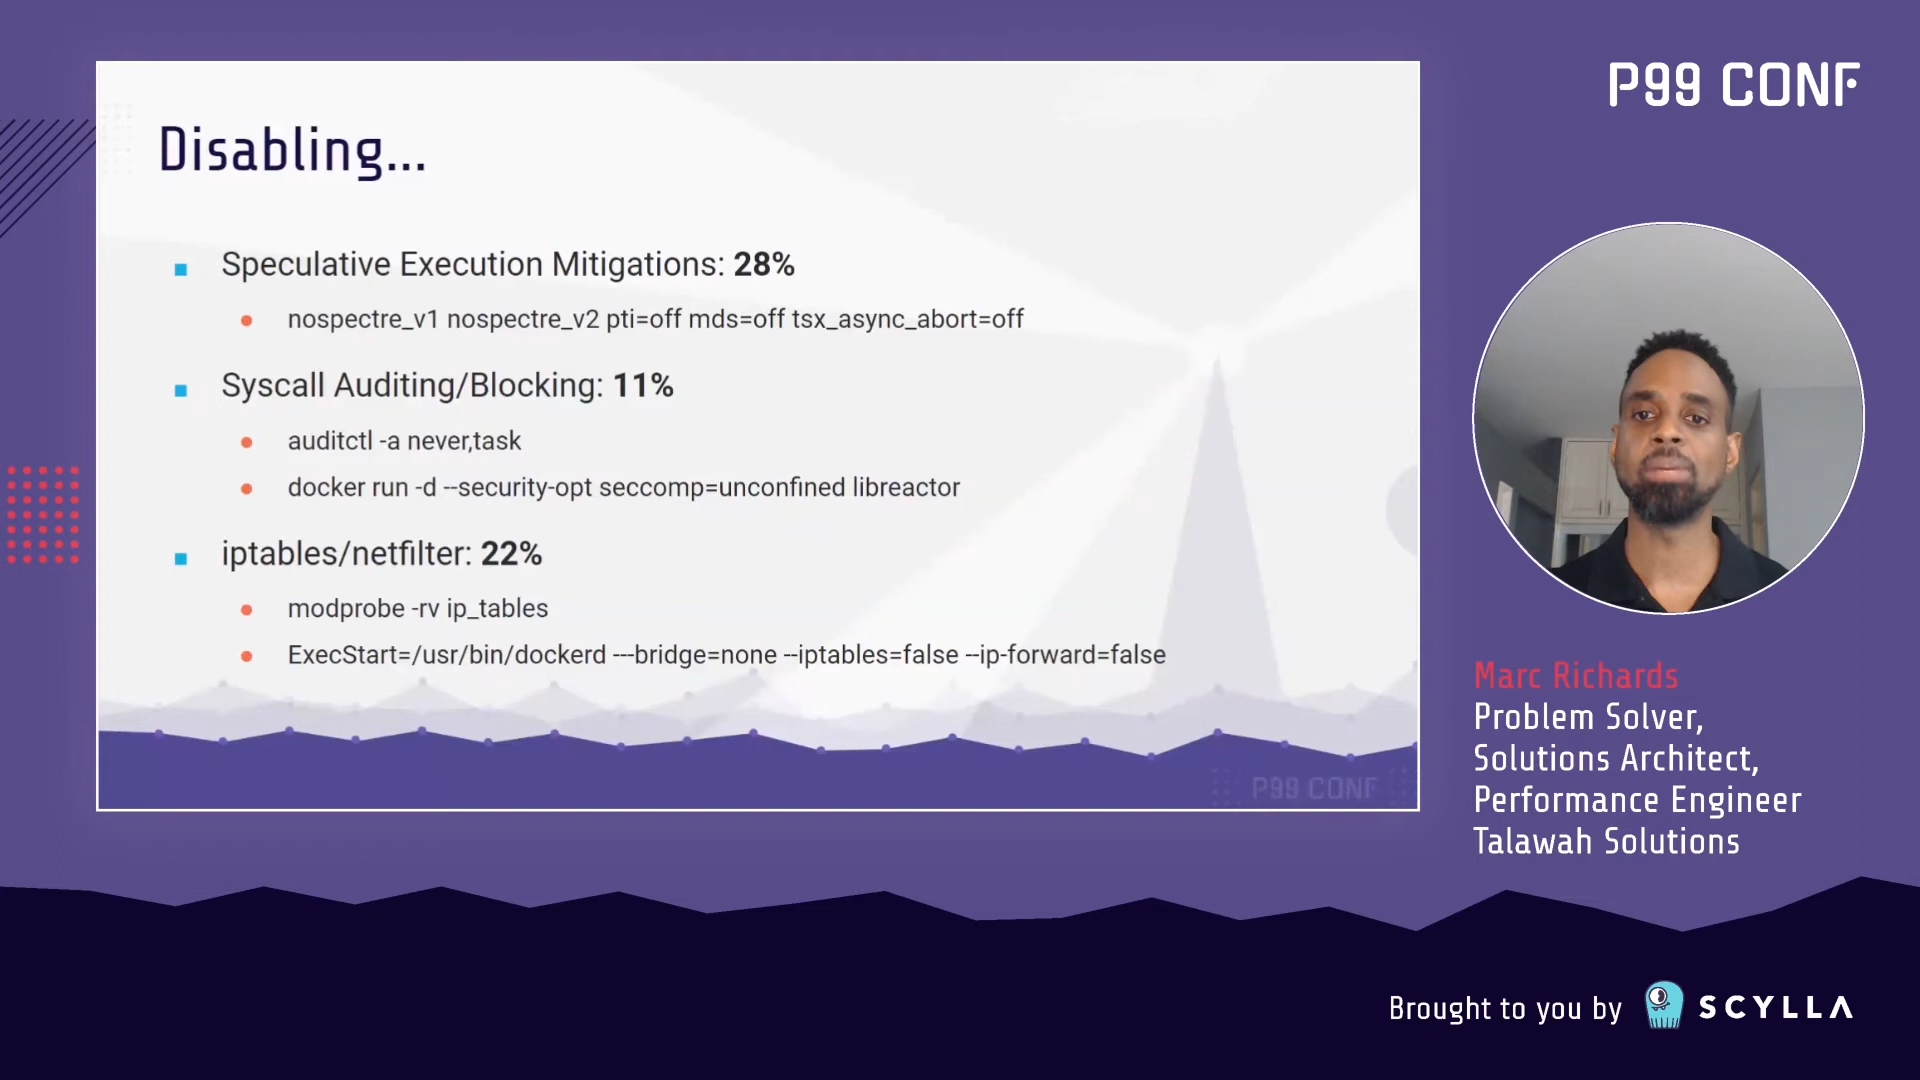 P99 CONF
Disabling...
Speculative Execution Mitigations: 28%
nospectre_v1 nospectre_v2 pti=off mds=off tsx_async_abort=off
Syscall Auditing/Blocking: 11%
auditctl -a never,task
docker run -d --security-opt seccomp=unconfined libreactor
iptables/netfilter: 22%
modprobe -rv ip_tables
ExecStart=/usr/bin/dockerd ---bridge=none --iptables=false --ip-forward=false
P99 CONF
Marc Richards
Problem Solver,
Solutions Architect,
Performance Engineer
Talawah Solutions
Brought to you by SCYLLA